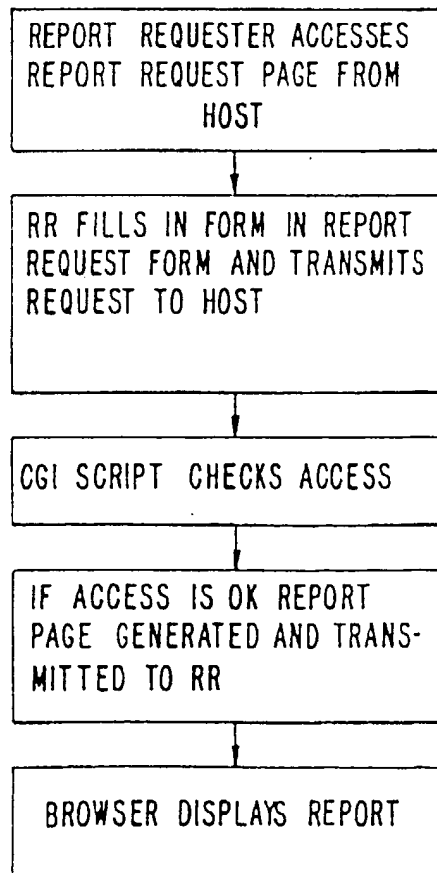 REPORT REQUESTER ACCESSES
REPORT REQUEST PAGE FROM
HOST
RR FILLS IN FORM IN REPORT
REQUEST FORM AND TRANSMITS
REQUEST TO HOST
CGI SCRIPT CHECKS ACCESS
IF ACCESS IS OK REPORT
PAGE GENERATED AND TRANS-
MITTED TO RR
BROWSER DISPLAYS REPORT